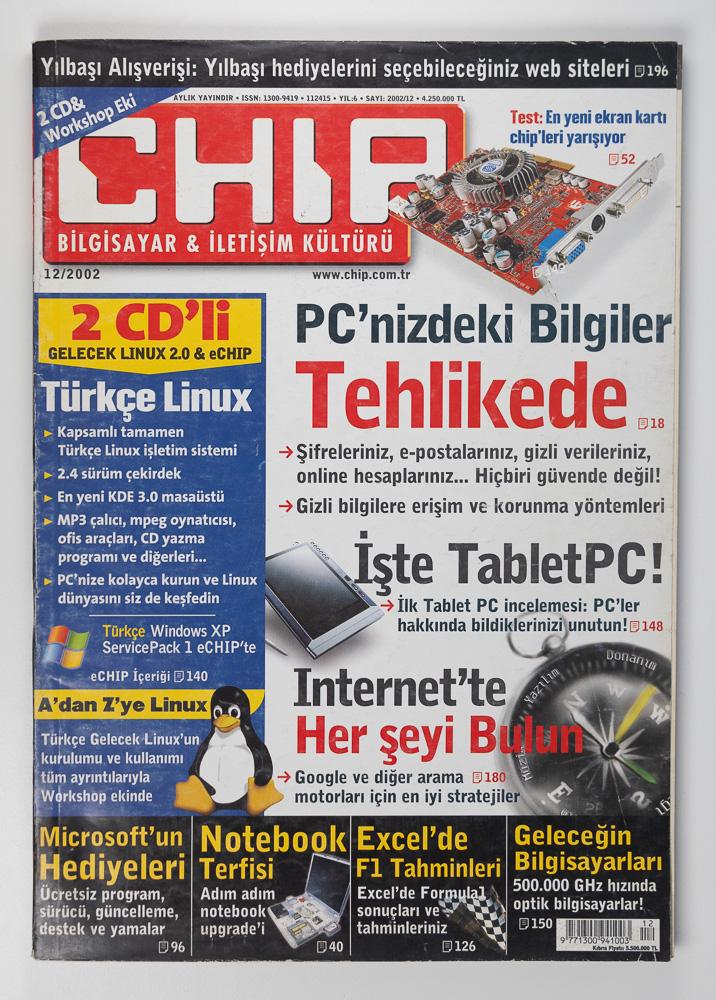 Yılbaşı Alışverişi: Yılbaşı hediyelerini seçebileceğiniz web siteleri 196
2 CD&
Workshop Eki
AYLIK YAYINDIR • ISSN: 1300-9419 • 112415 • YIL:6 • SAYI: 2002/12 • 4.250.000 TL
CHIP
BİLGİSAYAR & İLETİŞİM KÜLTÜRÜ
12/2002
www.chip.com.tr
Test: En yeni ekran kartı
chip'leri yarışıyor
52
2 CD'li
GELECEK LINUX 2.0 & eCHIP
Türkçe Linux
Kapsamlı tamamen
Türkçe Linux işletim sistemi
2.4 sürüm çekirdek
En yeni KDE 3.0 masaüstü
MP3 çalıcı, mpeg oynatıcısı,
ofis araçları, CD yazma
programı ve diğerleri...
PC'nize kolayca kurun ve Linux
dünyasını siz de keşfedin
Türkçe Windows XP
ServicePack 1 eCHIP'te
eCHIP İçeriği 140
A'dan Z'ye Linux
Türkçe Gelecek Linux'un
kurulumu ve kullanımı
tüm ayrıntılarıyla
Workshop ekinde
PC'nizdeki Bilgiler
Tehlikede 18
Şifreleriniz, e-postalarınız, gizli verileriniz,
online hesaplarınız... Hiçbiri güvende değil!
Gizli bilgilere erişim ve korunma yöntemleri
İşte TabletPC!
İlk Tablet PC incelemesi: PC'ler
hakkında bildiklerinizi unutun! 148
Internet'te
Her şeyi Bulun
Google ve diğer arama 180
motorları için en iyi stratejiler
Yazılım
Donanım
N
W
E
Microsoft'un
Hediyeleri
Ücretsiz program,
sürücü, güncelleme,
destek ve yamalar
96
Notebook
Terfisi
Adım adım
notebook
upgrade'i
40
Excel'de
F1 Tahminleri
Excel'de Formula1
sonuçları ve
tahminleriniz
126
Geleceğin
Bilgisayarları
500.000 GHz hızında
optik bilgisayarlar!
150
12
9 771300 941003
Kıbrıs Fiyatı: 5.500.000 TL